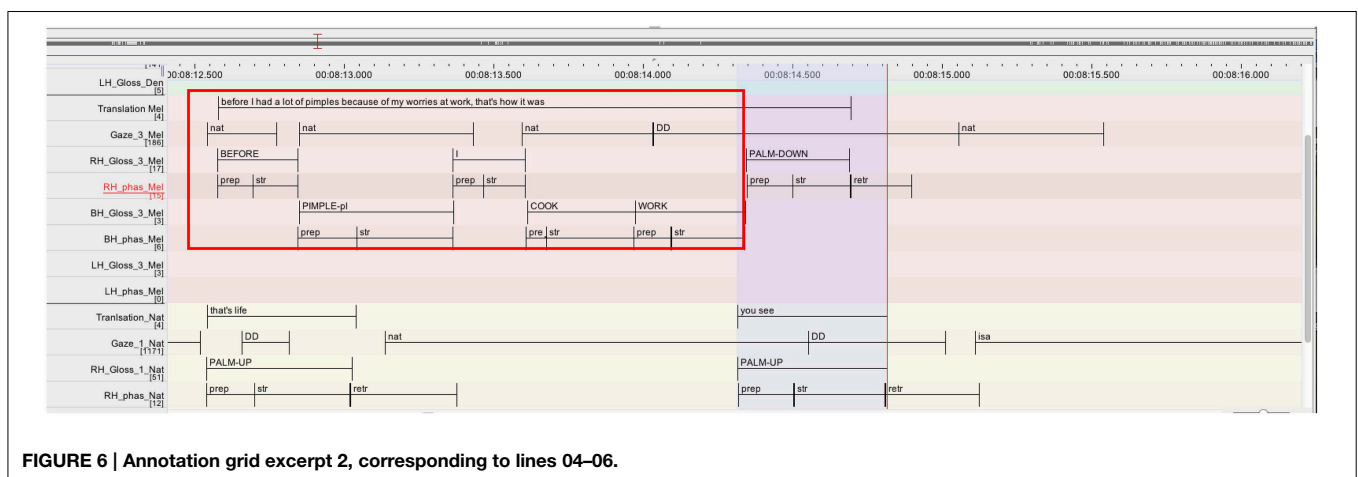 00:08:12.500 00:08:13.000 00:08:13.500 00:08:14.000 00:08:14.500 00:08:15.000 00:08:15.500 00:08:16.000
LH_Gloss_Den
[5]
Translation Mel before I had a lot of pimples because of my worries at work, that's how it was
[4]
Gaze_3_Mel nat nat nat DD nat
[186]
RH_Gloss_3_Mel BEFORE I PALM-DOWN
[17]
RH_phas_Mel prep str prep str prep str retr
[15]
BH_Gloss_3_Mel PIMPLE-pl COOK WORK
[3]
BH_phas_Mel prep str pre str prep str
[6]
LH_Gloss_3_Mel
[3]
LH_phas_Mel
[0]
Tranlsation_Nat that's life you see
[4]
Gaze_1_Nat DD nat DD isa
[1171]
RH_Gloss_1_Nat PALM-UP PALM-UP
[51]
RH_phas_Nat prep str retr prep str retr
[12]
FIGURE 6 | Annotation grid excerpt 2, corresponding to lines 04–06.